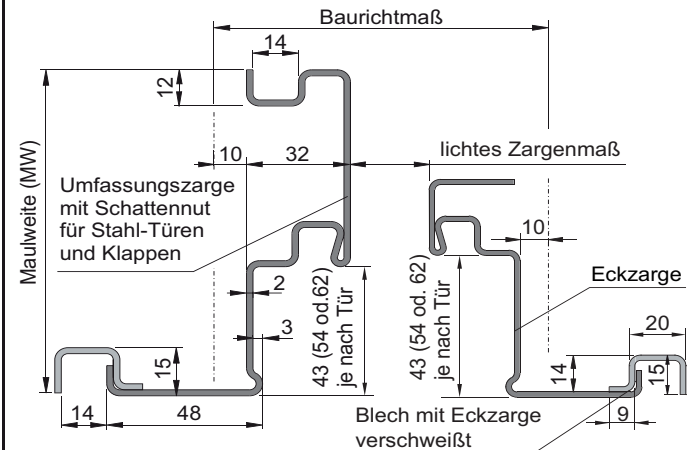 Baurichtmaß
14
12
10
32
lichtes Zargenmaß
Maulweite (MW)
Umfassungszarge
mit Schattennut
für Stahl-Türen
und Klappen
10
2
3
43 (54 od.62)
je nach Tür
43 (54 od. 62)
je nach Tür
Eckzarge
20
15
14
15
14
48
9
Blech mit Eckzarge
verschweißt